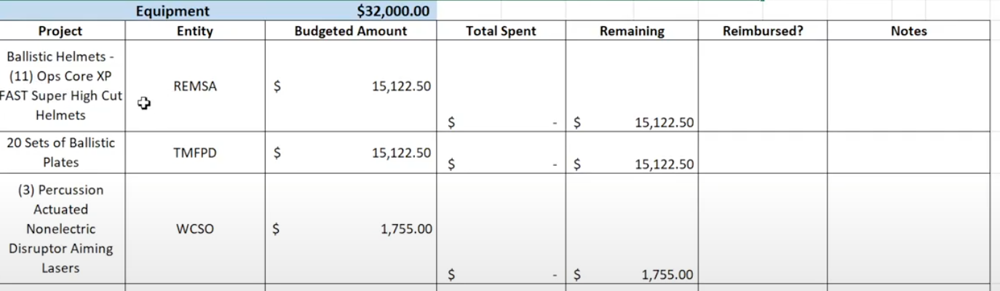 Equipment $32,000.00
Project Entity Budgeted Amount Total Spent Remaining Reimbursed? Notes
Ballistic Helmets -
(11) Ops Core XP
FAST Super High Cut
Helmets
REMSA
$ 15,122.50
$ -
$ 15,122.50
20 Sets of Ballistic
Plates
TMFPD
$ 15,122.50
$ -
$ 15,122.50
(3) Percussion
Actuated
Nonelectric
Disruptor Aiming
Lasers
WCSO
$ 1,755.00
$ -
$ 1,755.00